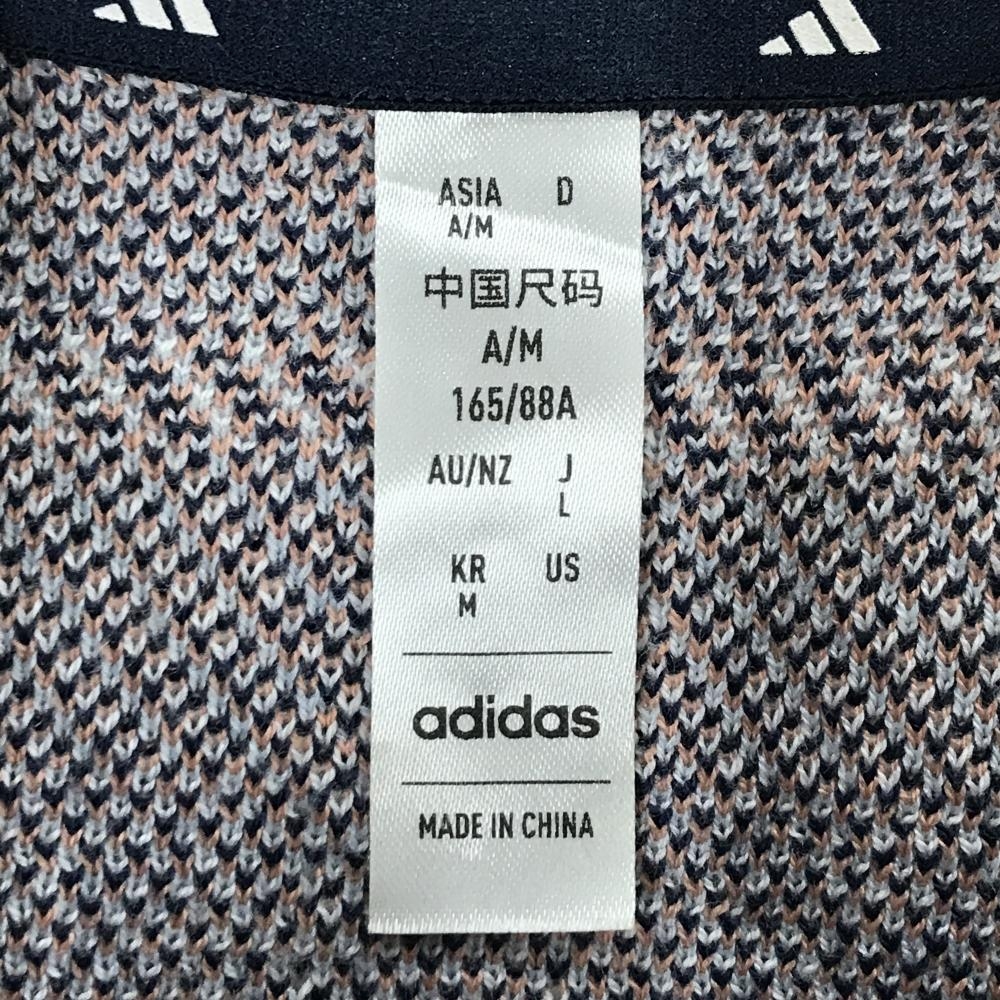 ASIA D
A/M
中国尺码
A/M
165/88A
AU/NZ J
L
KR US
M
adidas
MADE IN CHINA